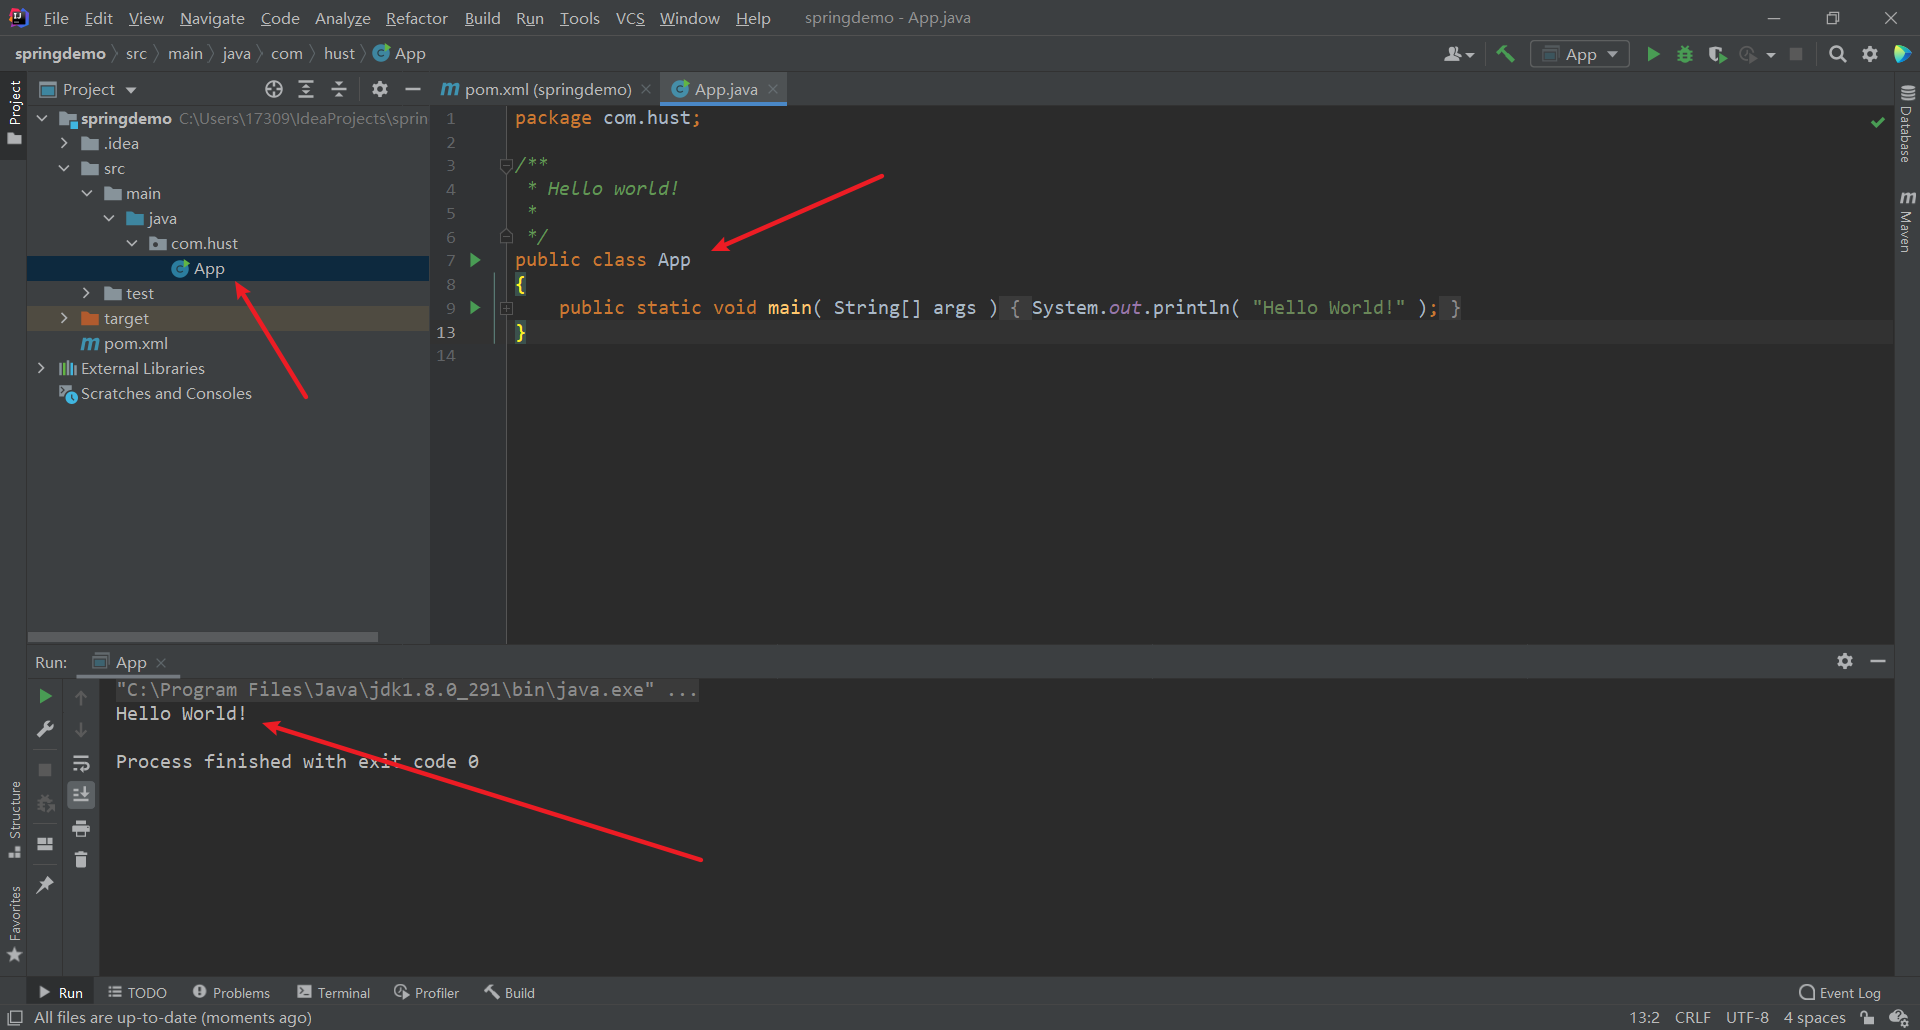 File Edit View Navigate Code Analyze Refactor Build Run Tools VCS Window Help springdemo - App.java
springdemo src main java com hust App
App
Project
Project
pom.xml (springdemo)
App.java
springdemo C:\Users\17309\IdeaProjects\sprin
.idea
src
main
java
com.hust
App
test
target
pom.xml
External Libraries
Scratches and Consoles
1 package com.hust;
2
3 /**
4 * Hello world!
5 *
6 */
7 public class App
8 {
9 public static void main( String[] args ) { System.out.println( "Hello World!" ); }
13 }
14
Database
Maven
Run: App
"C:\Program Files\Java\jdk1.8.0_291\bin\java.exe" ...
Hello World!
Process finished with exit code 0
Structure
Favorites
Run TODO Problems Terminal Profiler Build Event Log
All files are up-to-date (moments ago) 13:2 CRLF UTF-8 4 spaces